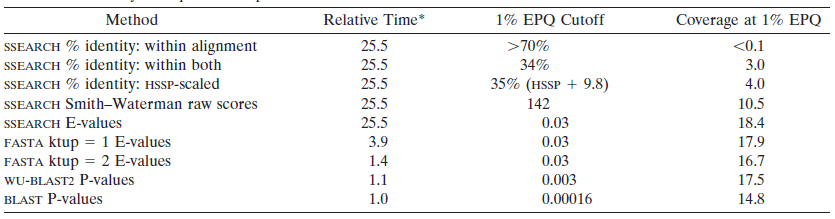 Method Relative Time* 1% EPQ Cutoff Coverage at 1% EPQ
SSEARCH % identity: within alignment 25.5 >70% <0.1
SSEARCH % identity: within both 25.5 34% 3.0
SSEARCH % identity: HSSP-scaled 25.5 35% (HSSP + 9.8) 4.0
SSEARCH Smith–Waterman raw scores 25.5 142 10.5
SSEARCH E-values 25.5 0.03 18.4
FASTA ktup = 1 E-values 3.9 0.03 17.9
FASTA ktup = 2 E-values 1.4 0.03 16.7
WU-BLAST2 P-values 1.1 0.003 17.5
BLAST P-values 1.0 0.00016 14.8